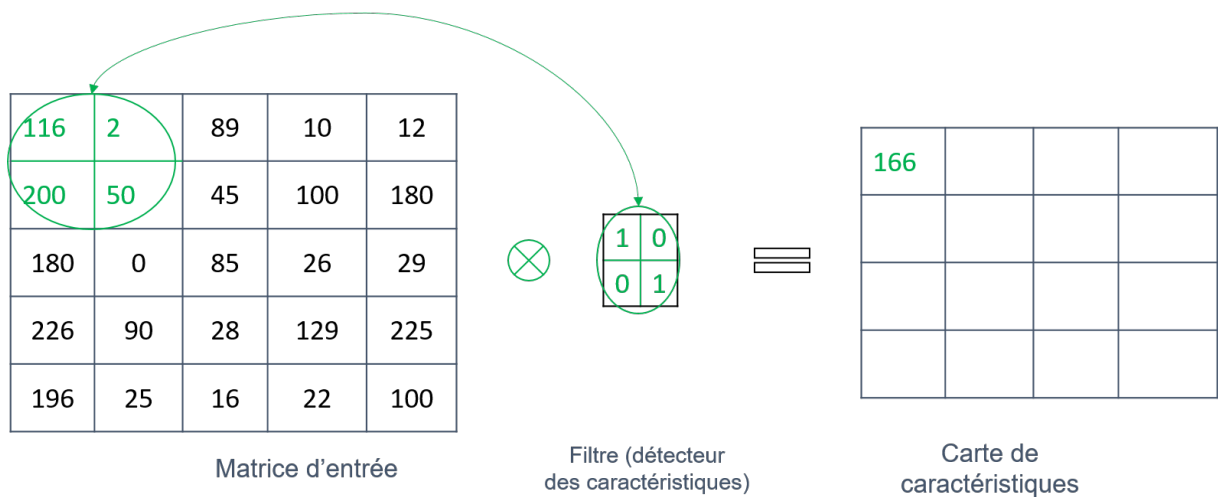 116 2 89 10 12
200 50 45 100 180
180 0 85 26 29
226 90 28 129 225
196 25 16 22 100
Matrice d’entrée
1 0
0 1
Filtre (détecteur
des caractéristiques)
166
Carte de
caractéristiques